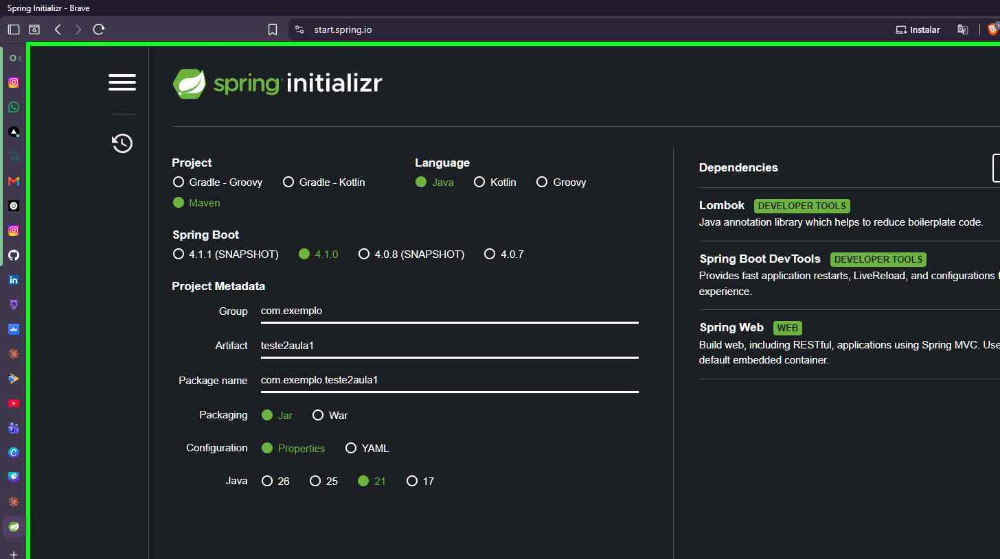 Spring Initializr - Brave
start.spring.io
Instalar
spring initializr
Project
Gradle - Groovy
Gradle - Kotlin
Maven
Language
Java
Kotlin
Groovy
Spring Boot
4.1.1 (SNAPSHOT)
4.1.0
4.0.8 (SNAPSHOT)
4.0.7
Project Metadata
Group
com.exemplo
Artifact
teste2aula1
Package name
com.exemplo.teste2aula1
Packaging
Jar
War
Configuration
Properties
YAML
Java
26
25
21
17
Dependencies
Lombok
DEVELOPER TOOLS
Java annotation library which helps to reduce boilerplate code.
Spring Boot DevTools
DEVELOPER TOOLS
Provides fast application restarts, LiveReload, and configurations
experience.
Spring Web
WEB
Build web, including RESTful, applications using Spring MVC. Use
default embedded container.